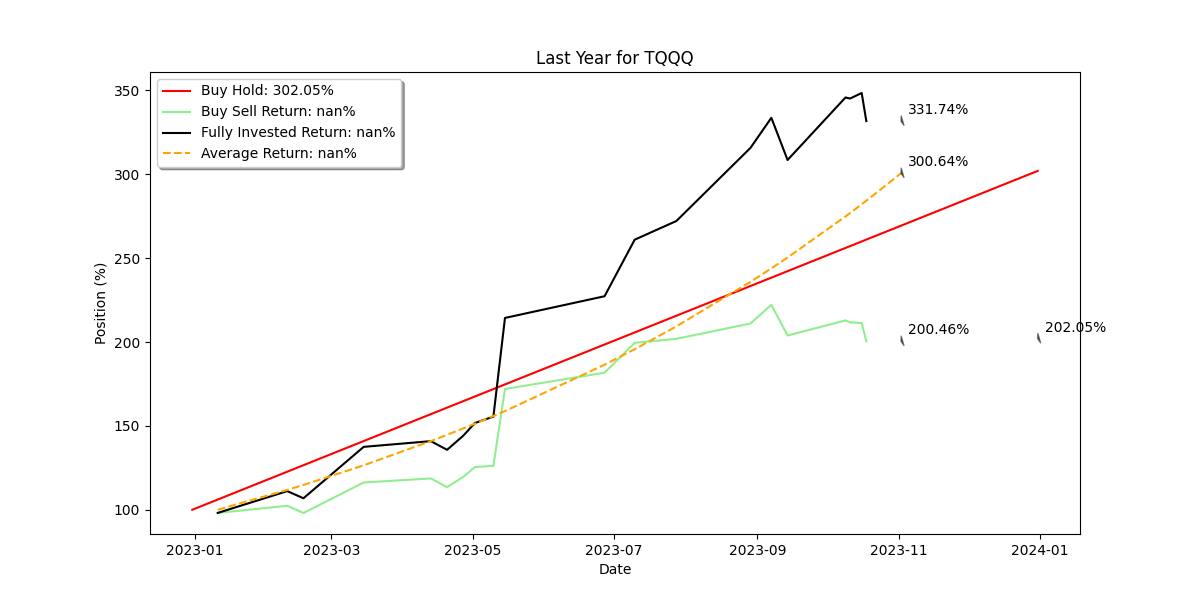 Last Year for TQQQ
Buy Hold: 302.05%
Buy Sell Return: nan%
Fully Invested Return: nan%
Average Return: nan%
331.74%
300.64%
200.46%
202.05%
Position (%)
350
300
250
200
150
100
2023-01
2023-03
2023-05
2023-07
2023-09
2023-11
2024-01
Date